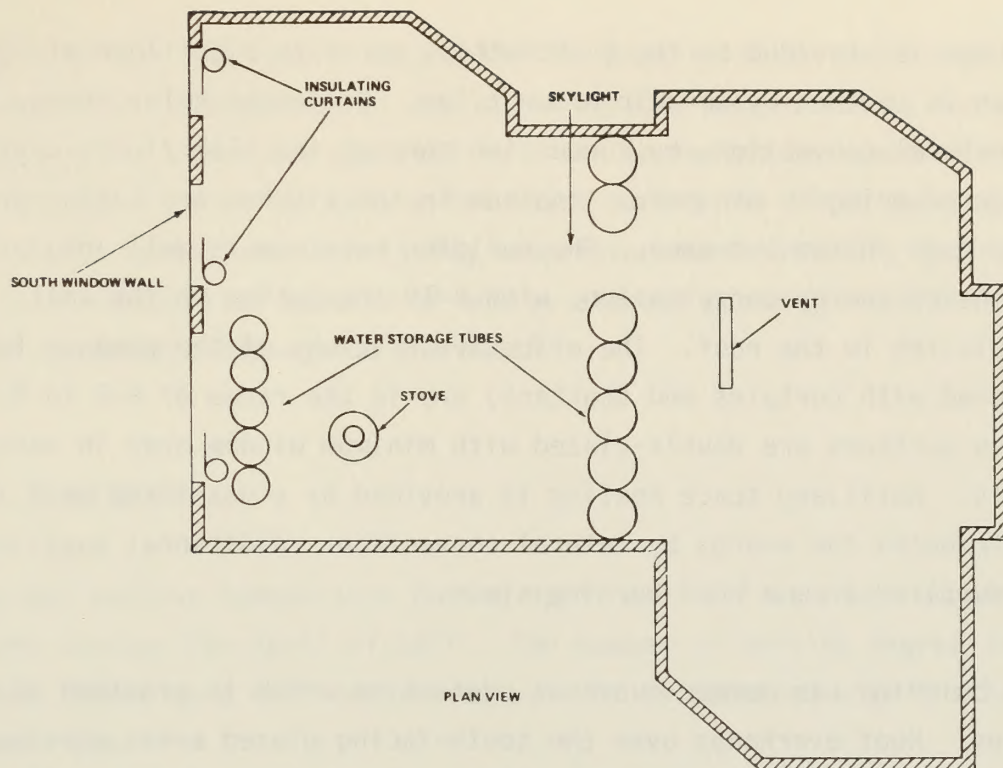 INSULATING
CURTAINS
SKYLIGHT
SOUTH WINDOW WALL
VENT
WATER STORAGE TUBES
STOVE
PLAN VIEW